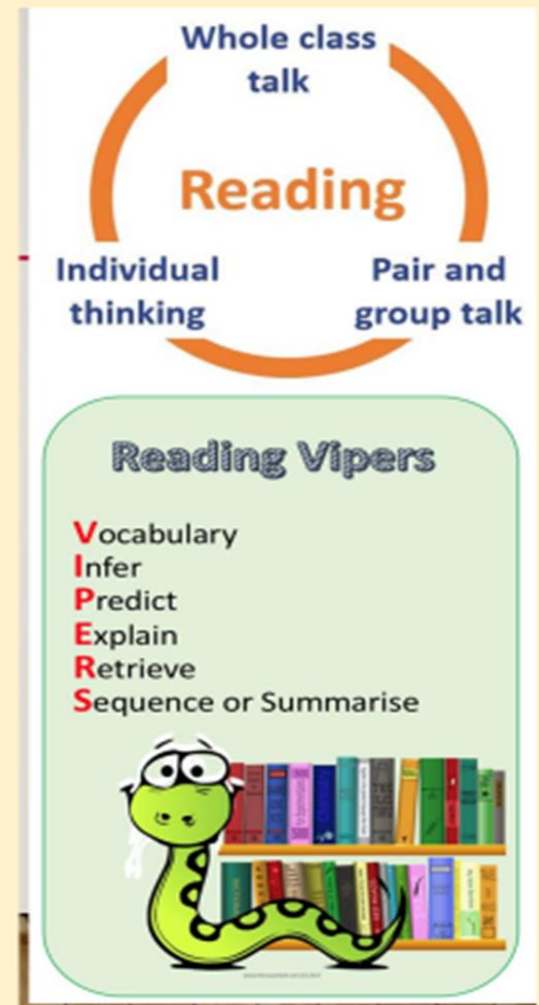 Whole class
talk
Reading
Individual
thinking
Pair and
group talk
Reading Vipers
Vocabulary
Infer
Predict
Explain
Retrieve
Sequence or Summarise